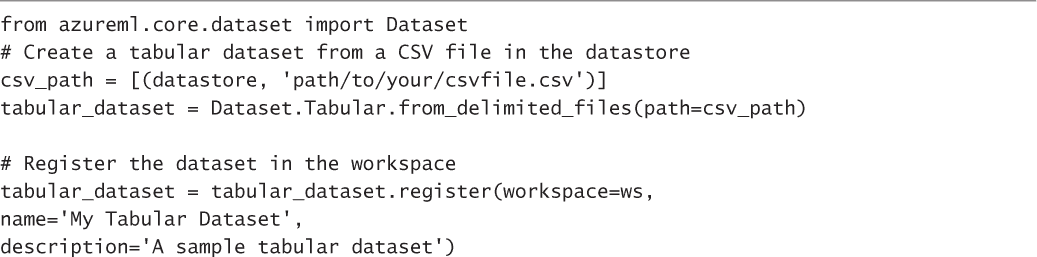 from azureml.core.dataset import Dataset
# Create a tabular dataset from a CSV file in the datastore
csv_path = [(datastore, 'path/to/your/csvfile.csv')]
tabular_dataset = Dataset.Tabular.from_delimited_files(path=csv_path)
# Register the dataset in the workspace
tabular_dataset = tabular_dataset.register(workspace=ws,
name='My Tabular Dataset',
description='A sample tabular dataset')